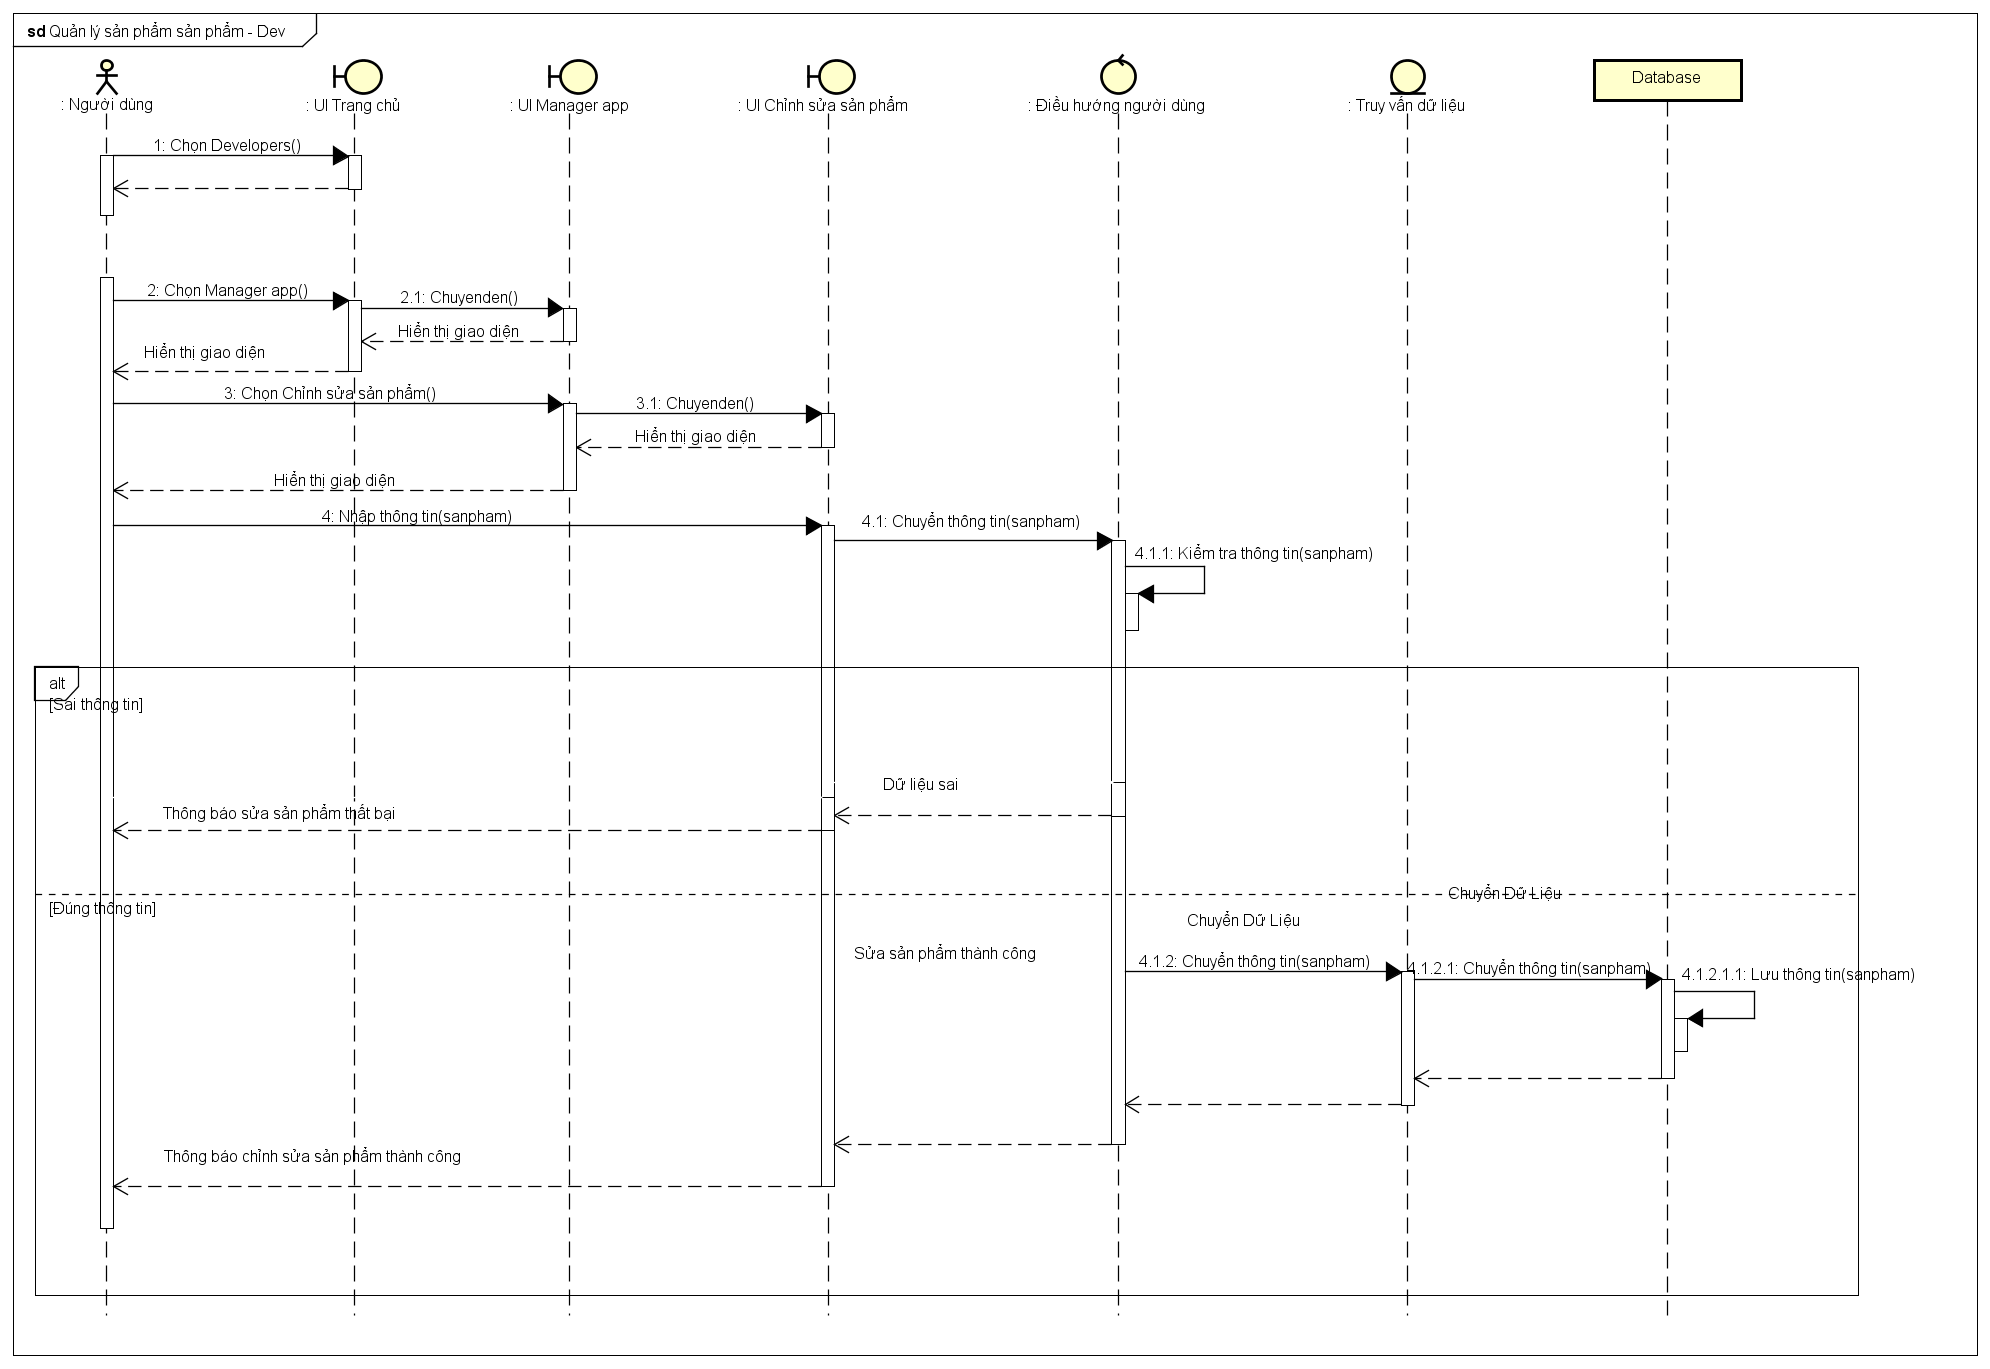 sd Quản lý sản phẩm sản phẩm - Dev
: Người dùng
: UI Trang chủ
: UI Manager app
: UI Chỉnh sửa sản phẩm
: Điều hướng người dùng
: Truy vấn dữ liệu
Database
1: Chọn Developers()
2: Chọn Manager app()
2.1: Chuyenden()
Hiển thị giao diện
Hiển thị giao diện
3: Chọn Chỉnh sửa sản phẩm()
3.1: Chuyenden()
Hiển thị giao diện
Hiển thị giao diện
4: Nhập thông tin(sanpham)
4.1: Chuyển thông tin(sanpham)
4.1.1: Kiểm tra thông tin(sanpham)
alt
[Sai thông tin]
Dữ liệu sai
Thông báo sửa sản phẩm thất bại
Chuyển Dữ Liệu
[Đúng thông tin]
Chuyển Dữ Liệu
Sửa sản phẩm thành công
4.1.2: Chuyển thông tin(sanpham)
4.1.2.1: Chuyển thông tin(sanpham)
4.1.2.1.1: Lưu thông tin(sanpham)
Thông báo chỉnh sửa sản phẩm thành công